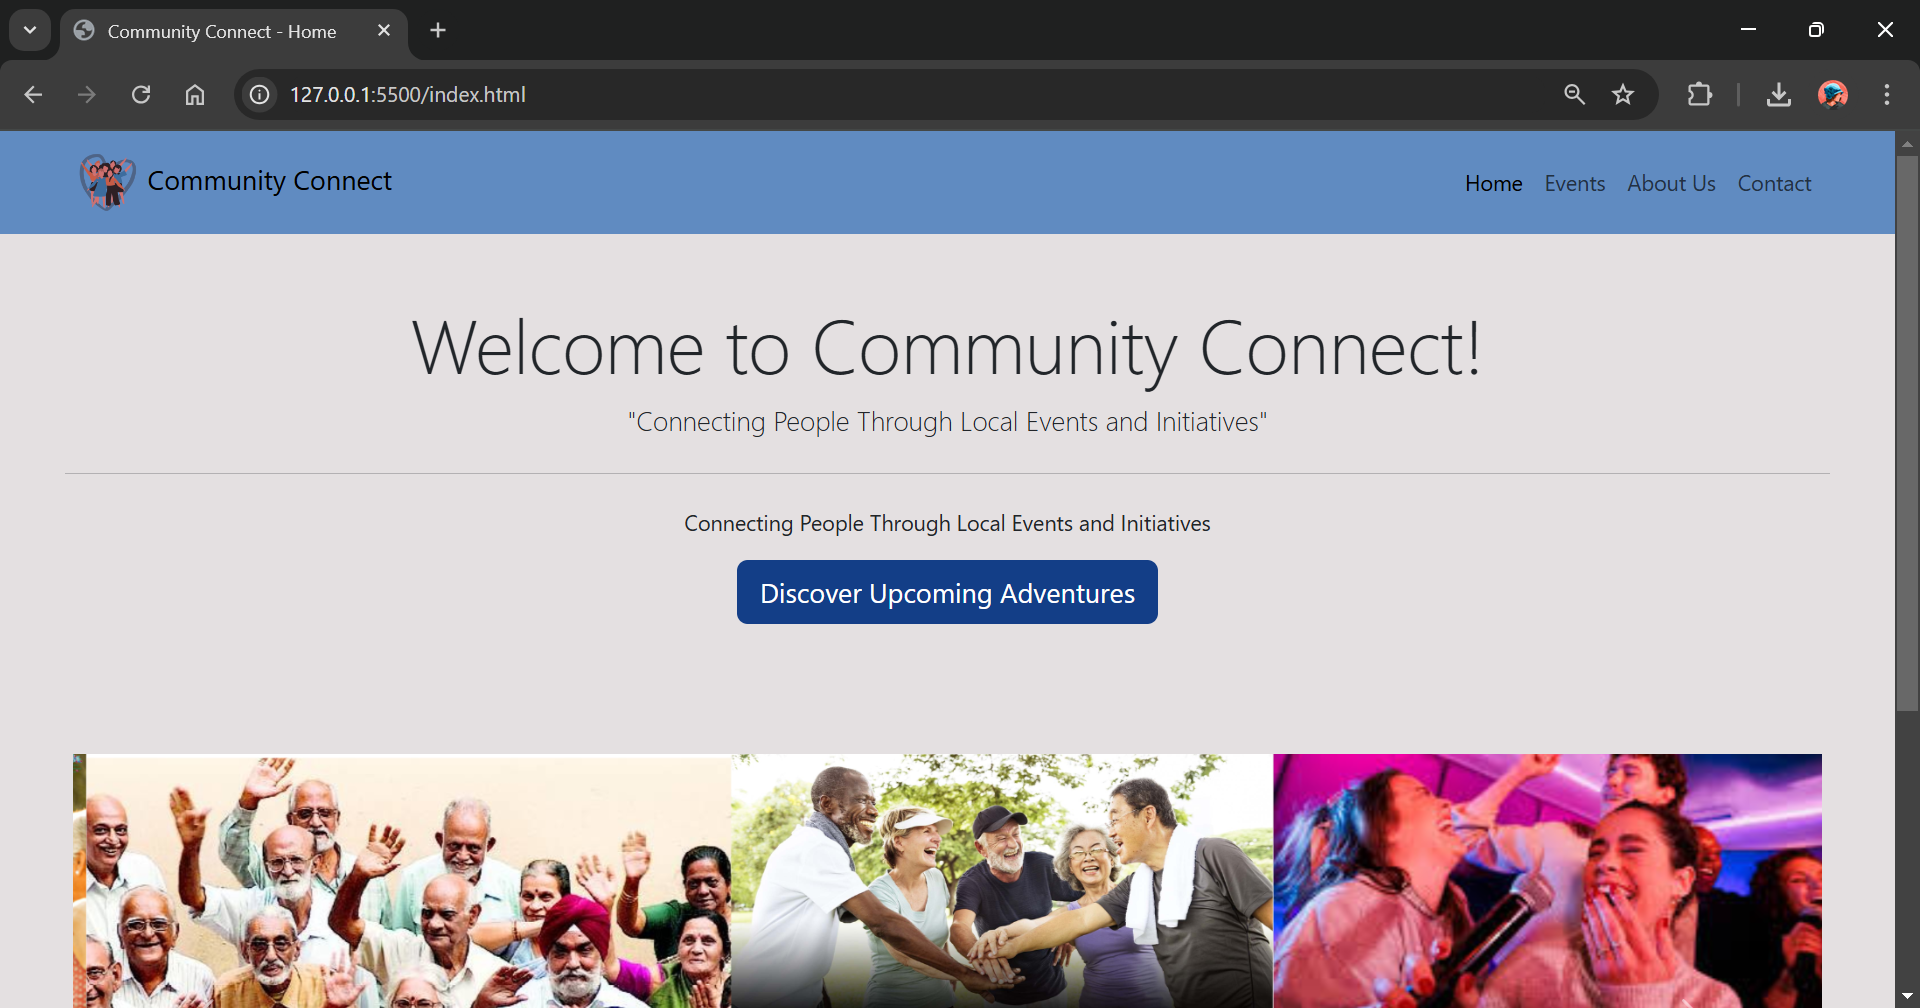 Community Connect - Home
127.0.0.1:5500/index.html
Community Connect
Home Events About Us Contact
Welcome to Community Connect!
"Connecting People Through Local Events and Initiatives"
Connecting People Through Local Events and Initiatives
Discover Upcoming Adventures